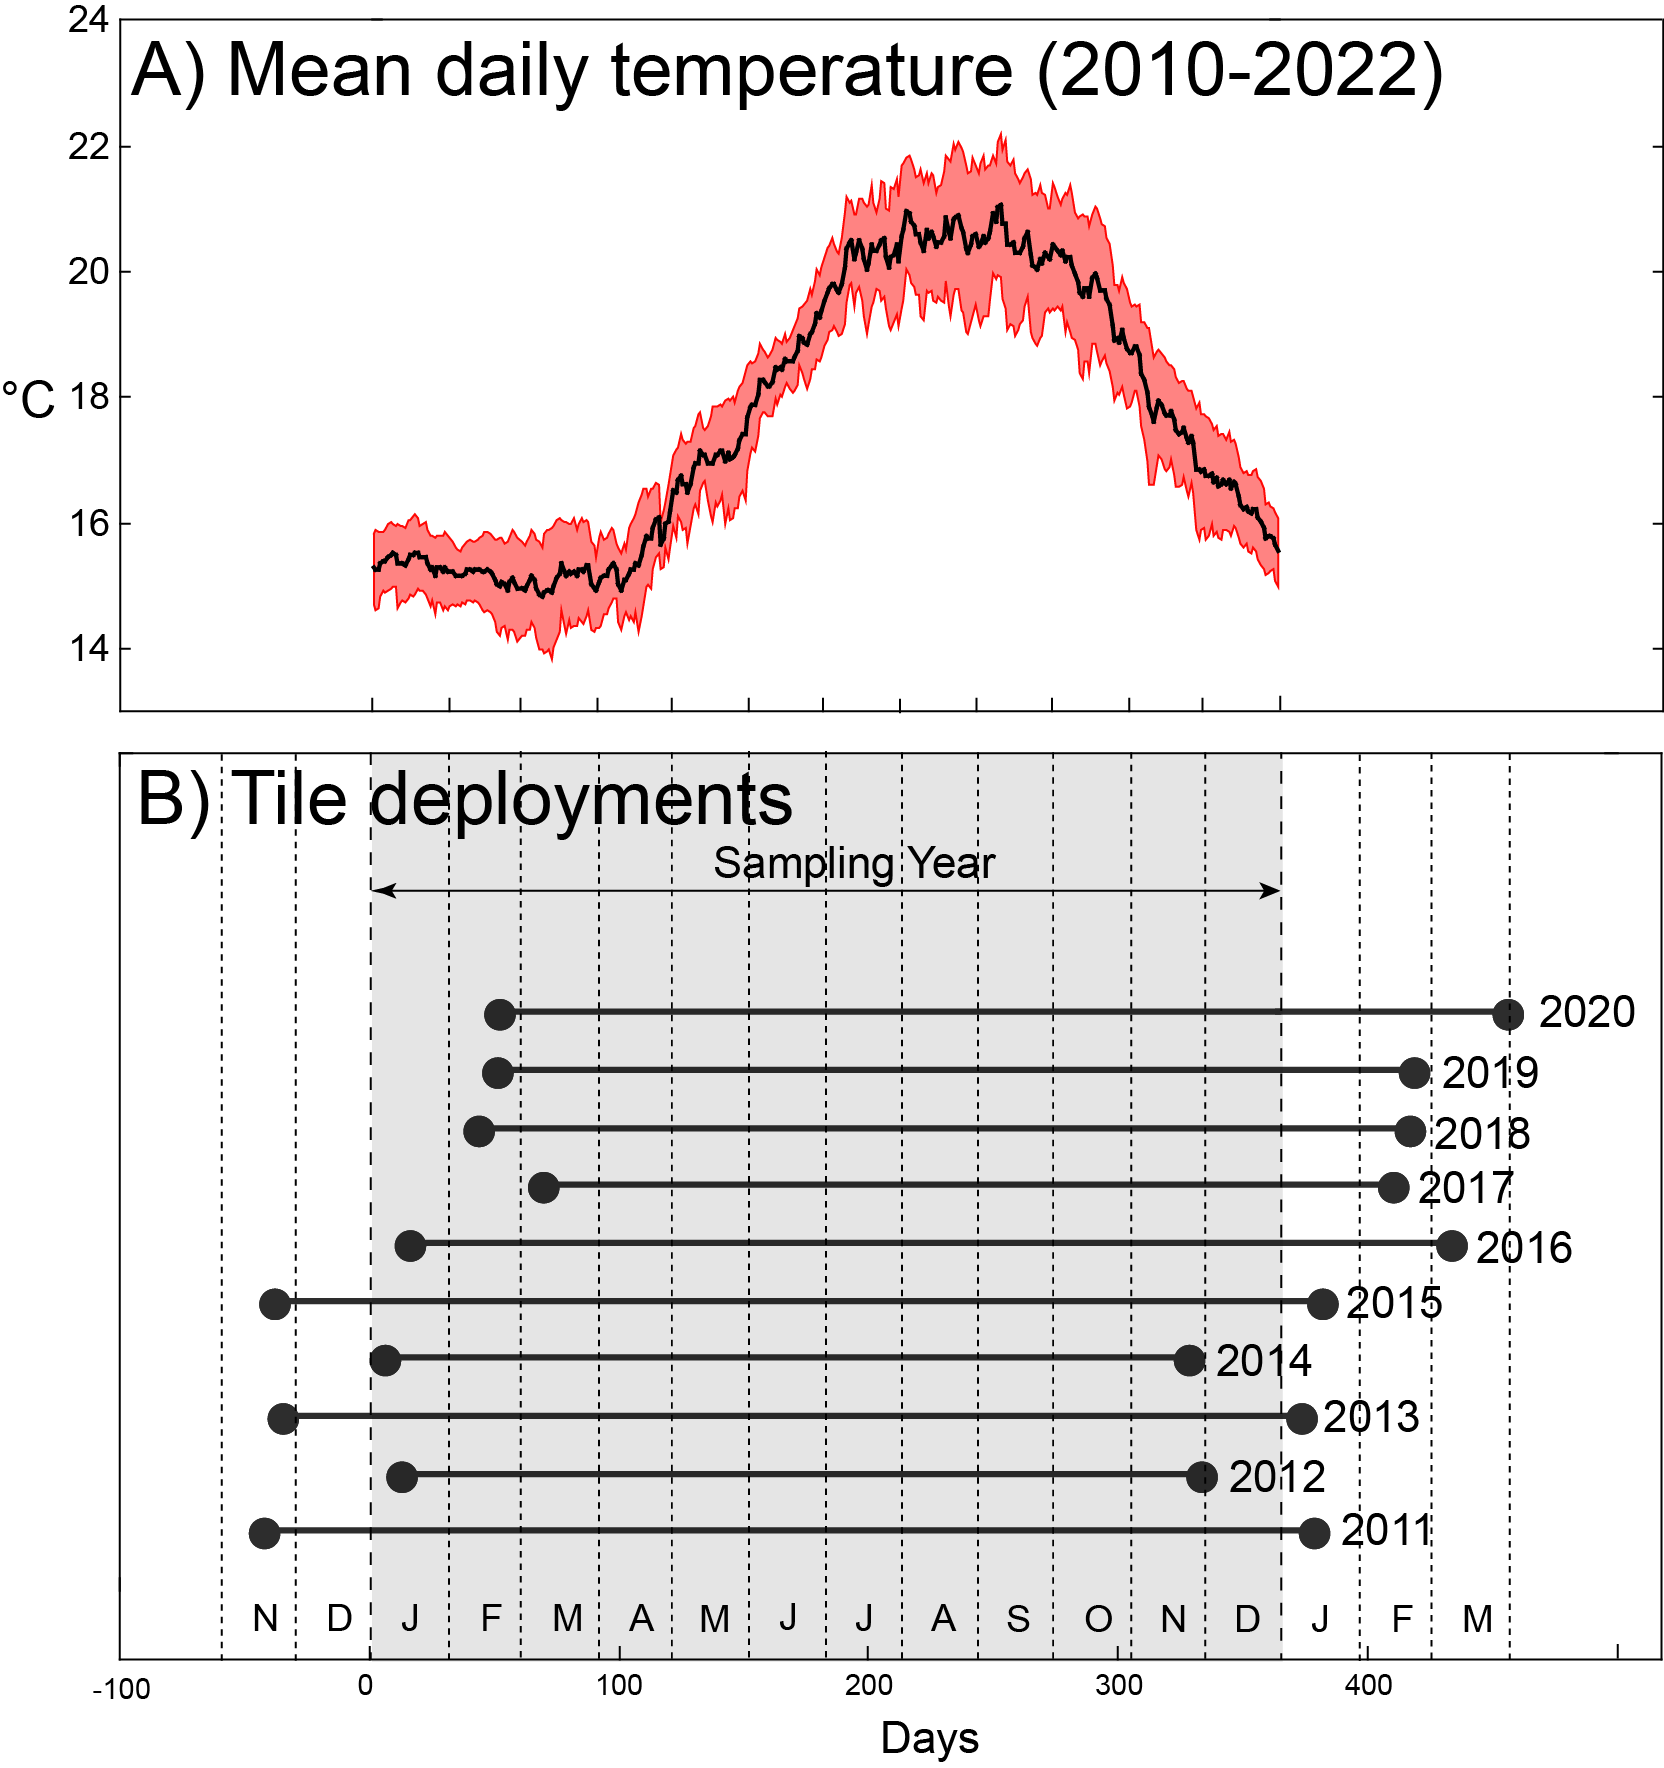 24
A) Mean daily temperature (2010-2022)
22
20
°C 18
16
14
B) Tile deployments
Sampling Year
2020
2019
2018
2017
2016
2015
2014
2013
2012
2011
N D J F M A M J J A S O N D J F M
-100 0 100 200 300 400
Days